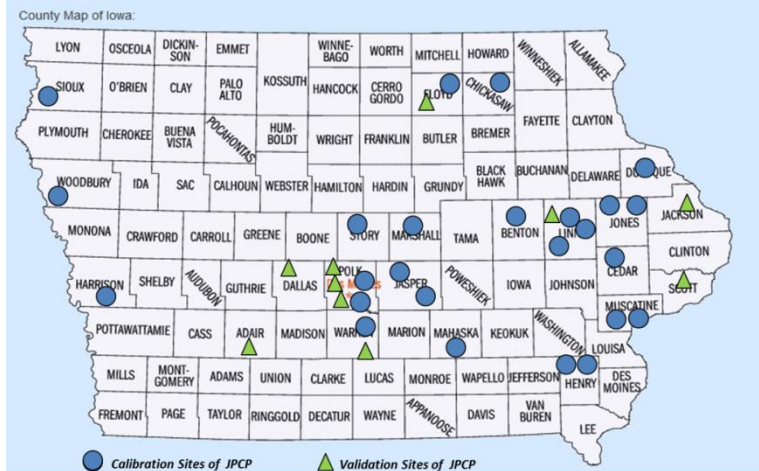 County Map of Iowa:
LYON OSCEOLA DICKIN-SON EMMET WINNE-BAGO WORTH MITCHELL HOWARD WINNESHIEK ALLAMAKEE
SIOUX O'BRIEN CLAY PALO ALTO KOSSUTH HANCOCK CERRO GORDO FLOYD CHICKASAW
PLYMOUTH CHEROKEE BUENA VISTA POCAHONTAS HUM-BOLDT WRIGHT FRANKLIN BUTLER BREMER FAYETTE CLAYTON
WOODBURY IDA SAC CALHOUN WEBSTER HAMILTON HARDIN GRUNDY BLACK HAWK BUCHANAN DELAWARE
MONONA CRAWFORD CARROLL GREENE BOONE STORY MARSHALL TAMA BENTON LINN JONES JACKSON
CLINTON
HARRISON SHELBY AUDUBON GUTHRIE DALLAS POLK JASPER POWESHIEK IOWA JOHNSON CEDAR SCOTT
MUSCATINE
POTTAWATTAMIE CASS ADAIR MADISON WARREN MARION MAHASKA KEOKUK WASHINGTON LOUISA
MILLS MONT-GOMERY ADAMS UNION CLARKE LUCAS MONROE WAPELLO JEFFERSON HENRY DES MOINES
FREMONT PAGE TAYLOR RINGGOLD DECATUR WAYNE APPANOOSE DAVIS VAN BUREN LEE
Calibration Sites of JPCP Validation Sites of JPCP